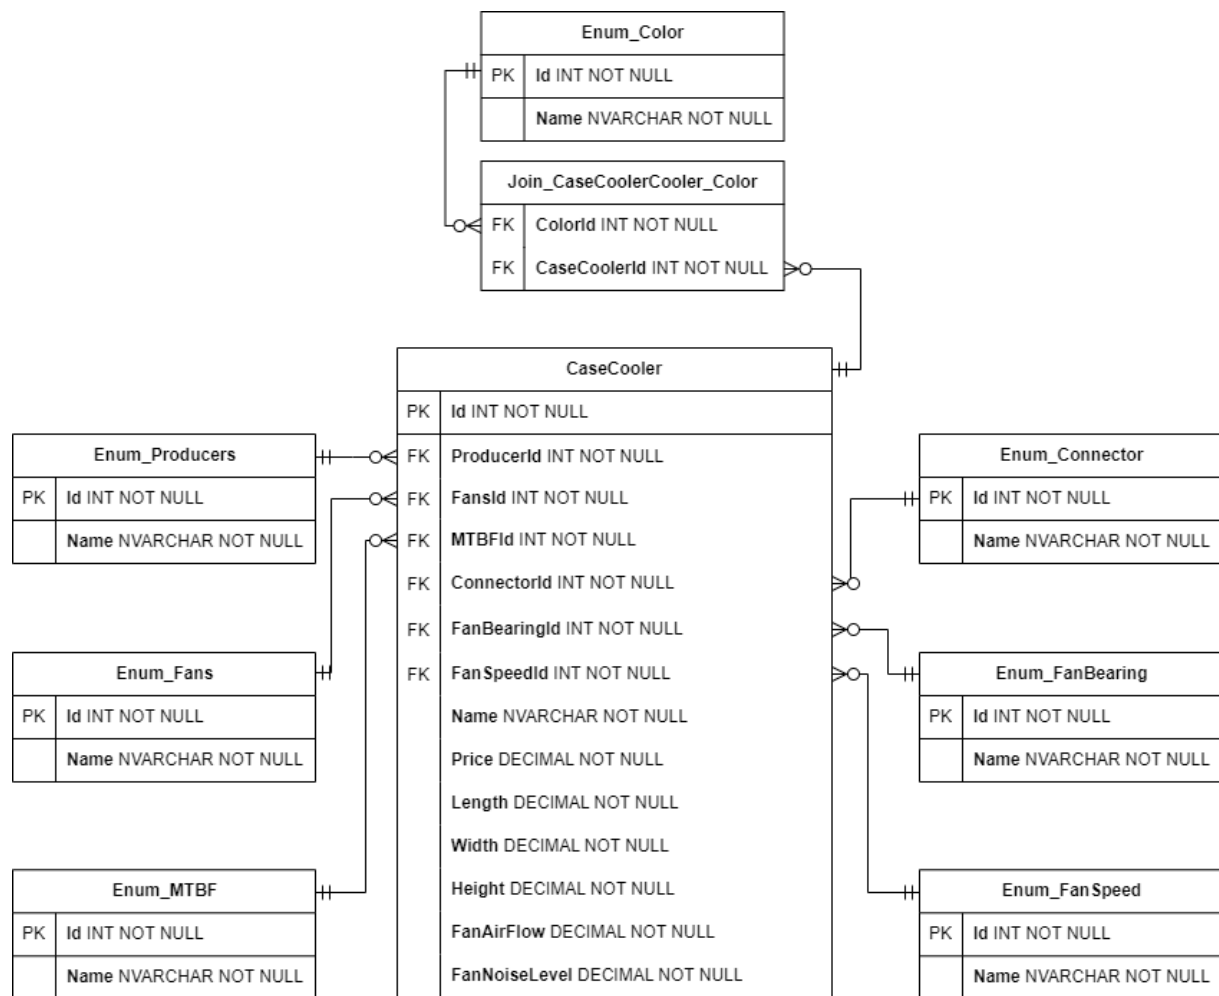 Enum_Color
PK Id INT NOT NULL
Name NVARCHAR NOT NULL
Join_CaseCoolerCooler_Color
FK ColorId INT NOT NULL
FK CaseCoolerId INT NOT NULL
CaseCooler
PK Id INT NOT NULL
FK ProducerId INT NOT NULL
FK FansId INT NOT NULL
FK MTBFId INT NOT NULL
FK ConnectorId INT NOT NULL
FK FanBearingId INT NOT NULL
FK FanSpeedId INT NOT NULL
Name NVARCHAR NOT NULL
Price DECIMAL NOT NULL
Length DECIMAL NOT NULL
Width DECIMAL NOT NULL
Height DECIMAL NOT NULL
FanAirFlow DECIMAL NOT NULL
FanNoiseLevel DECIMAL NOT NULL
Enum_Producers
PK Id INT NOT NULL
Name NVARCHAR NOT NULL
Enum_Fans
PK Id INT NOT NULL
Name NVARCHAR NOT NULL
Enum_MTBF
PK Id INT NOT NULL
Name NVARCHAR NOT NULL
Enum_Connector
PK Id INT NOT NULL
Name NVARCHAR NOT NULL
Enum_FanBearing
PK Id INT NOT NULL
Name NVARCHAR NOT NULL
Enum_FanSpeed
PK Id INT NOT NULL
Name NVARCHAR NOT NULL